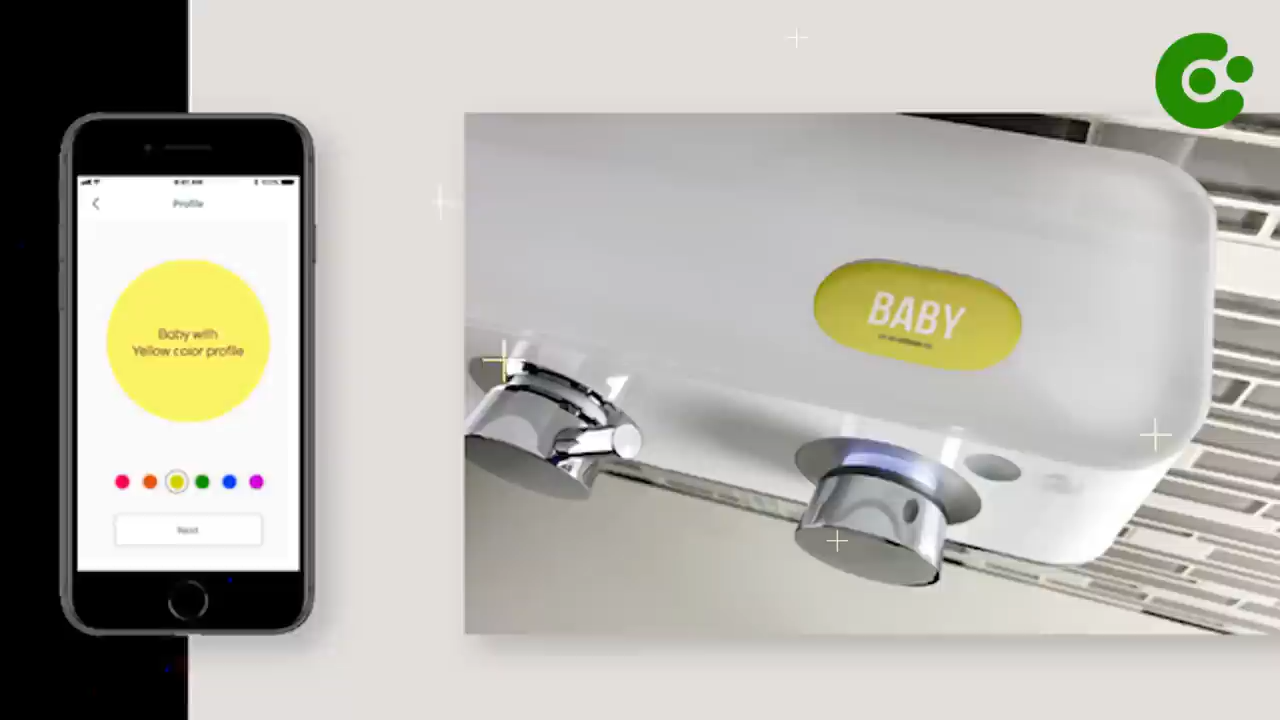 Profile
Baby with
Yellow color profile
Next
BABY